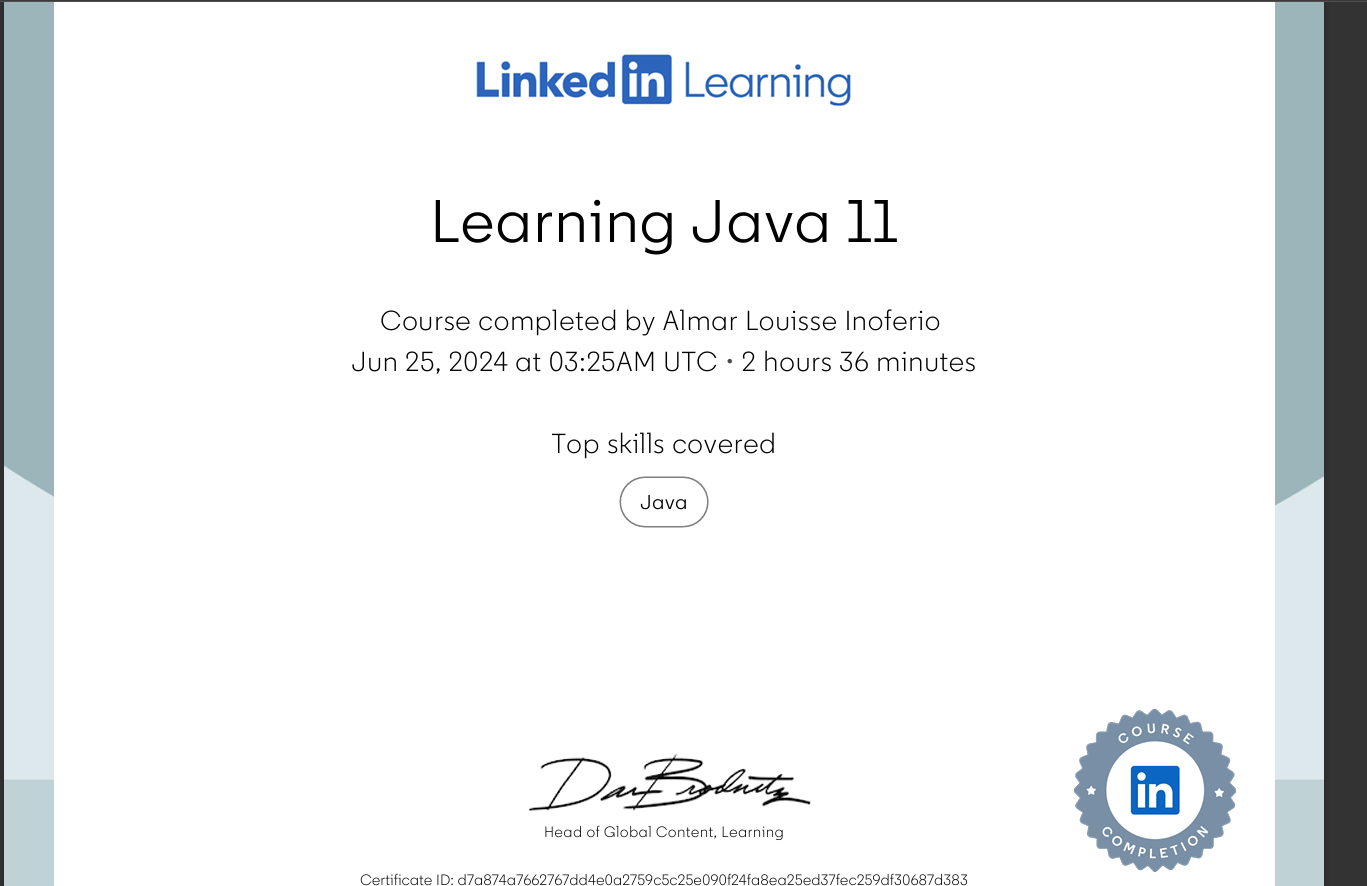 Linked in Learning
Learning Java 11
Course completed by Almar Louisse Inoferio
Jun 25, 2024 at 03:25AM UTC • 2 hours 36 minutes
Top skills covered
Java
Dan Brodnitz
Head of Global Content, Learning
Certificate ID: d7a874a7662767dd4e0a2759c5c25e090f24fa8ea25ed37fec259df30687d383
COURSE
in
COMPLETION